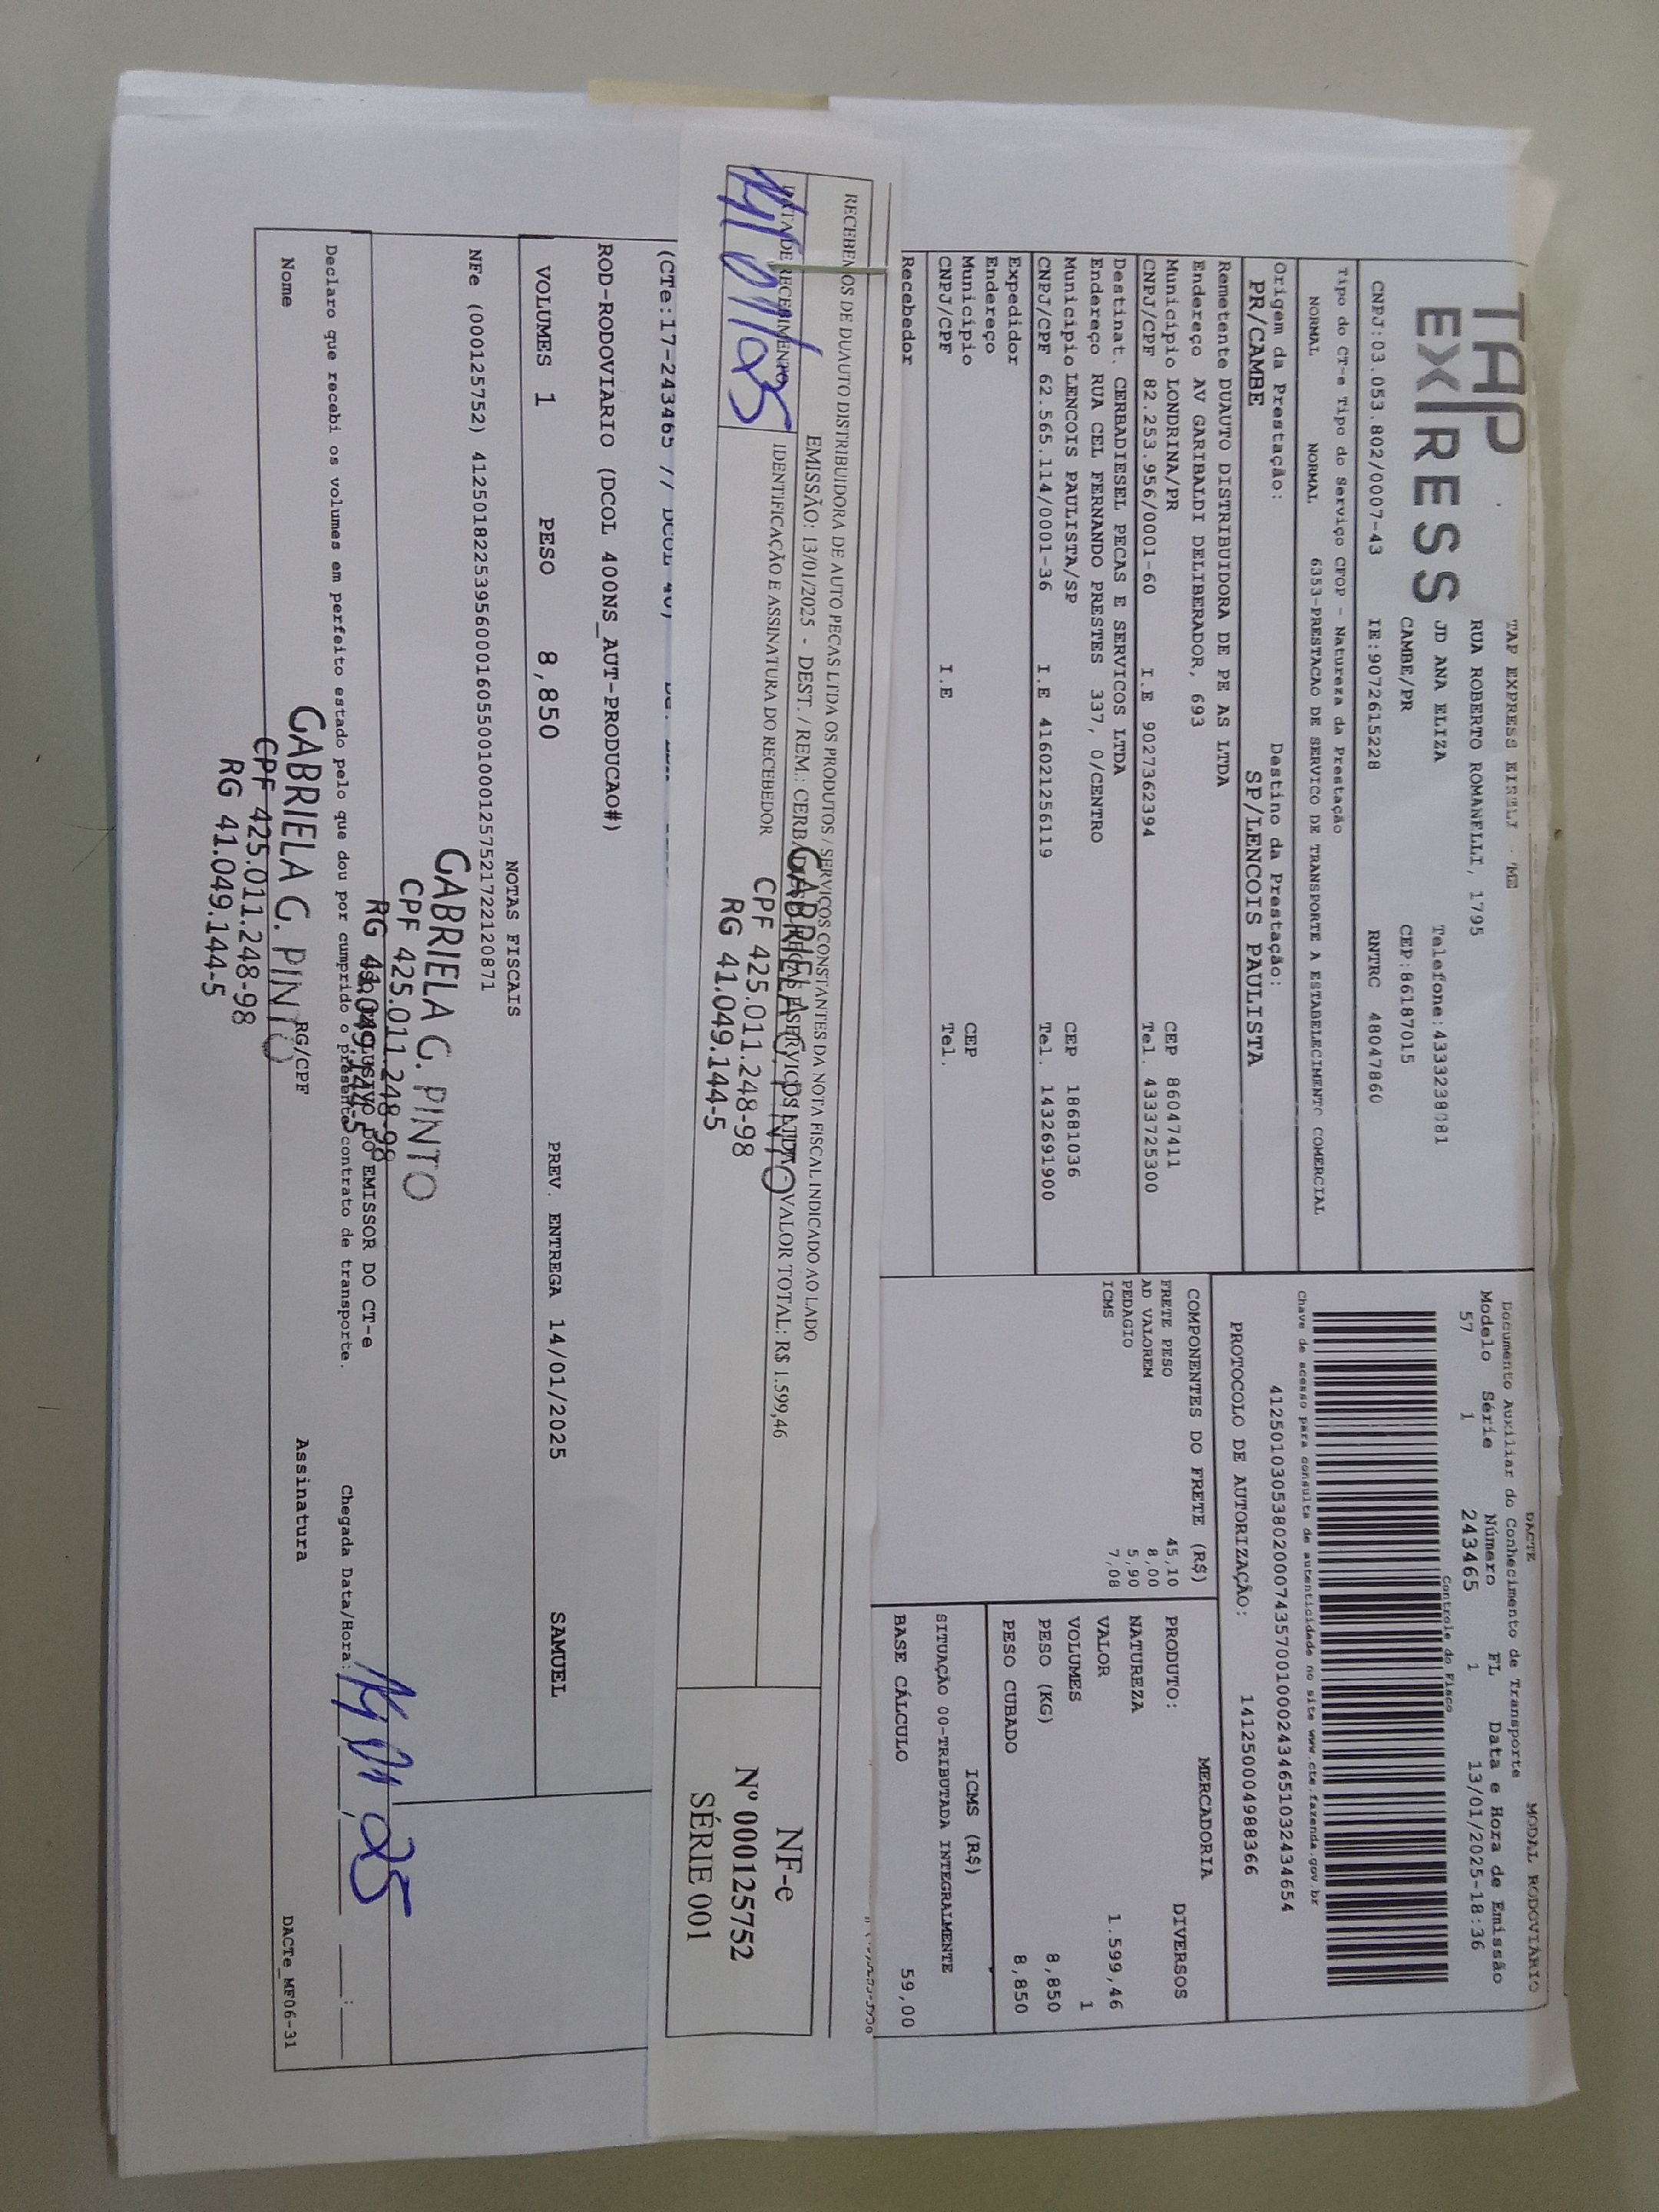 TAP
EXPRESS
TAP EXPRESS EIRELI - ME
RUA ROBERTO ROMANELLI, 1795
JD ANA ELIZA
Telefone:4333238081
CAMBE/PR
CEP:86187015
CNPJ:03.053.802/0007-43 IE:9072615228 RNTRC 48047860
Tipo do CT-e Tipo do Serviço CFOP - Natureza da Prestação
NORMAL NORMAL 6353-PRESTACAO DE SERVICO DE TRANSPORTE A ESTABELECIMENTO COMERCIAL
Origem da Prestação: Destino da Prestação:
PR/CAMBE SP/LENCOIS PAULISTA
Remetente DUAUTO DISTRIBUIDORA DE PE AS LTDA
Endereço AV GARIBALDI DELIBERADOR, 693
Município LONDRINA/PR CEP 86047411
CNPJ/CPF 82.253.956/0001-60 I.E 9027362394 Tel. 4333725300
Destinat. CERBADIESEL PECAS E SERVICOS LTDA
Endereço RUA CEL FERNANDO PRESTES 337, 0/CENTRO
Município LENCOIS PAULISTA/SP CEP 18681036
CNPJ/CPF 62.565.114/0001-36 I.E 416021256119 Tel. 1432691900
Expedidor
Endereço
Município CEP
CNPJ/CPF I.E Tel.
Recebedor
DACTE MODAL RODOVIÁRIO
Documento Auxiliar do Conhecimento de Transporte
Modelo Série Número FL Data e Hora de Emissão
57 1 243465 1 13/01/2025-18:36
Controle do Fisco
Chave de acesso para consulta de autenticidade no site www.cte.fazenda.gov.br
41250103053802000743570010002434651032434654
PROTOCOLO DE AUTORIZAÇÃO: 141250004988366
COMPONENTES DO FRETE (R$)
FRETE PESO 45,10
AD VALOREM 8,00
PEDAGIO 5,90
ICMS 7,08
MERCADORIA
PRODUTO: DIVERSOS
NATUREZA
VALOR 1.599,46
VOLUMES 1
PESO (KG) 8,850
PESO CUBADO 8,850
ICMS (R$)
SITUAÇÃO 00-TRIBUTADA INTEGRALMENTE
BASE CÁLCULO 59,00
RECEBEMOS DE DUAUTO DISTRIBUIDORA DE AUTO PECAS LTDA OS PRODUTOS / SERVIÇOS CONSTANTES DA NOTA FISCAL INDICADO AO LADO
EMISSÃO: 13/01/2025 - DEST. / REM.: CERBADIESEL PECAS E SERVICOS LTDA - VALOR TOTAL: R$ 1.599,46
DATA DE RECEBIMENTO
IDENTIFICAÇÃO E ASSINATURA DO RECEBEDOR
14/01/25
GABRIELA G. PINTO
CPF 425.011.248-98
RG 41.049.144-5
NF-e
Nº 000125752
SÉRIE 001
(CTe:17-243465 //
ROD-RODOVIARIO (DCOL 400NS_AUT-PRODUCAO#)
VOLUMES 1 PESO 8,850 PREV. ENTREGA 14/01/2025 SAMUEL
NOTAS FISCAIS
NFe (000125752) 41250182253956000160550010001257521722120871
GABRIELA G. PINTO
CPF 425.011.248-98
RG 41.049.144-5
USO EXCLUSIVO DO EMISSOR DO CT-e
Declaro que recebi os volumes em perfeito estado pelo que dou por cumprido o presente contrato de transporte. Chegada Data/Hora:
14/01/25
Nome RG/CPF Assinatura DACTe_MF06-31
GABRIELA G. PINTO
CPF 425.011.248-98
RG 41.049.144-5